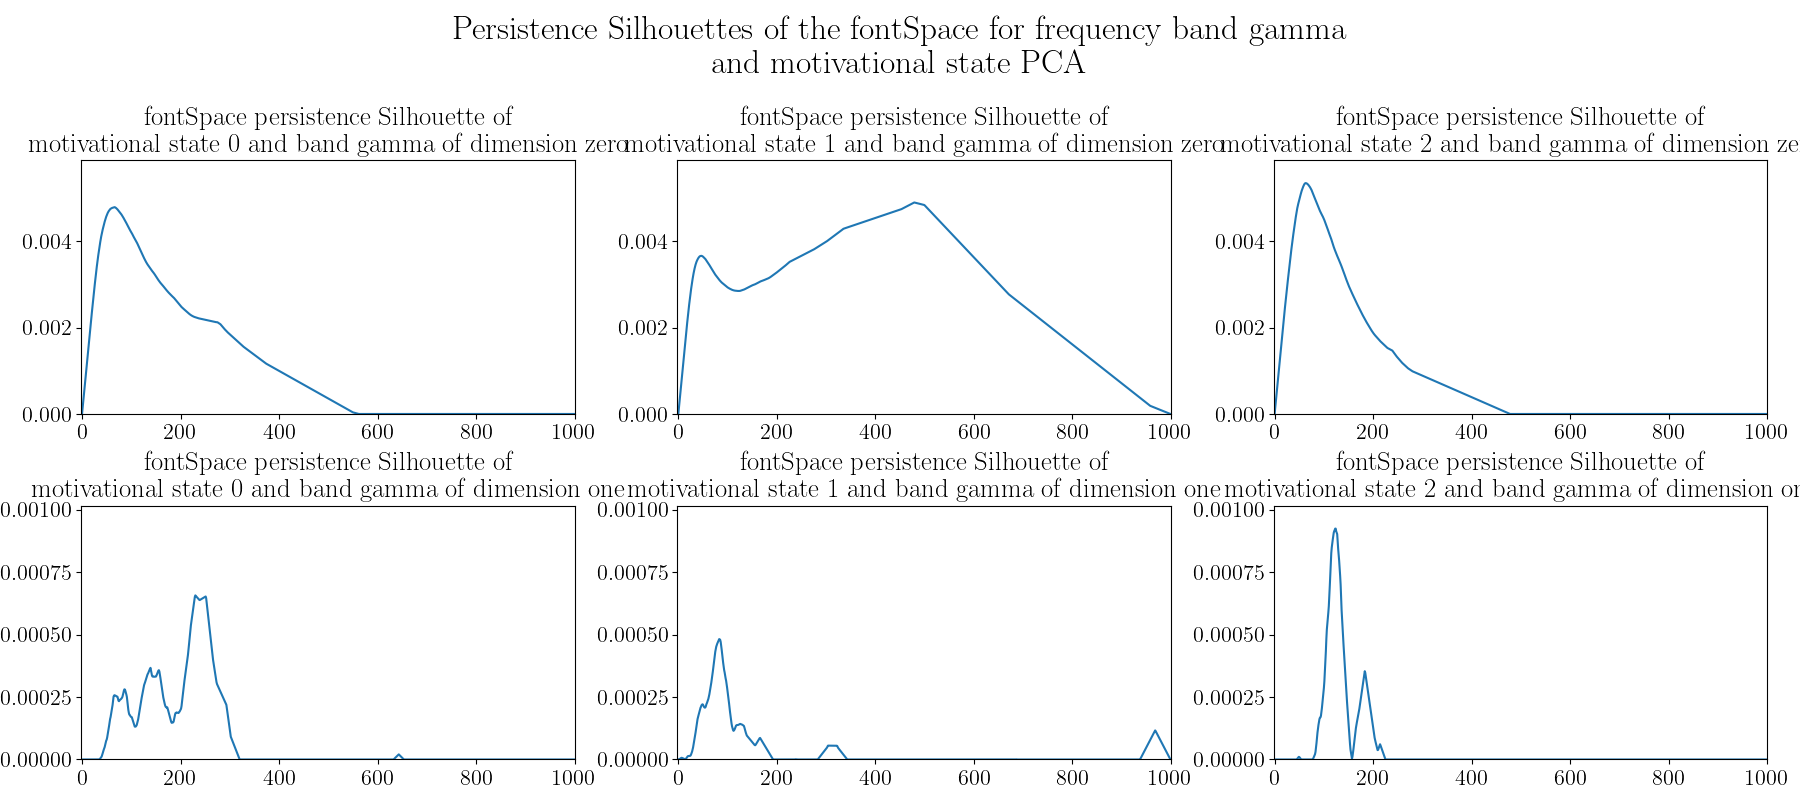 Persistence Silhouettes of the fontSpace for frequency band gamma
and motivational state PCA
fontSpace persistence Silhouette of
motivational state 0 and band gamma of dimension zero
0.004
0.002
0.000
0 200 400 600 800 1000
fontSpace persistence Silhouette of
motivational state 1 and band gamma of dimension zero
0.004
0.002
0.000
0 200 400 600 800 1000
fontSpace persistence Silhouette of
motivational state 2 and band gamma of dimension ze
0.004
0.002
0.000
0 200 400 600 800 1000
fontSpace persistence Silhouette of
motivational state 0 and band gamma of dimension one
0.00100
0.00075
0.00050
0.00025
0.00000
0 200 400 600 800 1000
fontSpace persistence Silhouette of
motivational state 1 and band gamma of dimension one
0.00100
0.00075
0.00050
0.00025
0.00000
0 200 400 600 800 1000
fontSpace persistence Silhouette of
motivational state 2 and band gamma of dimension on
0.00100
0.00075
0.00050
0.00025
0.00000
0 200 400 600 800 1000